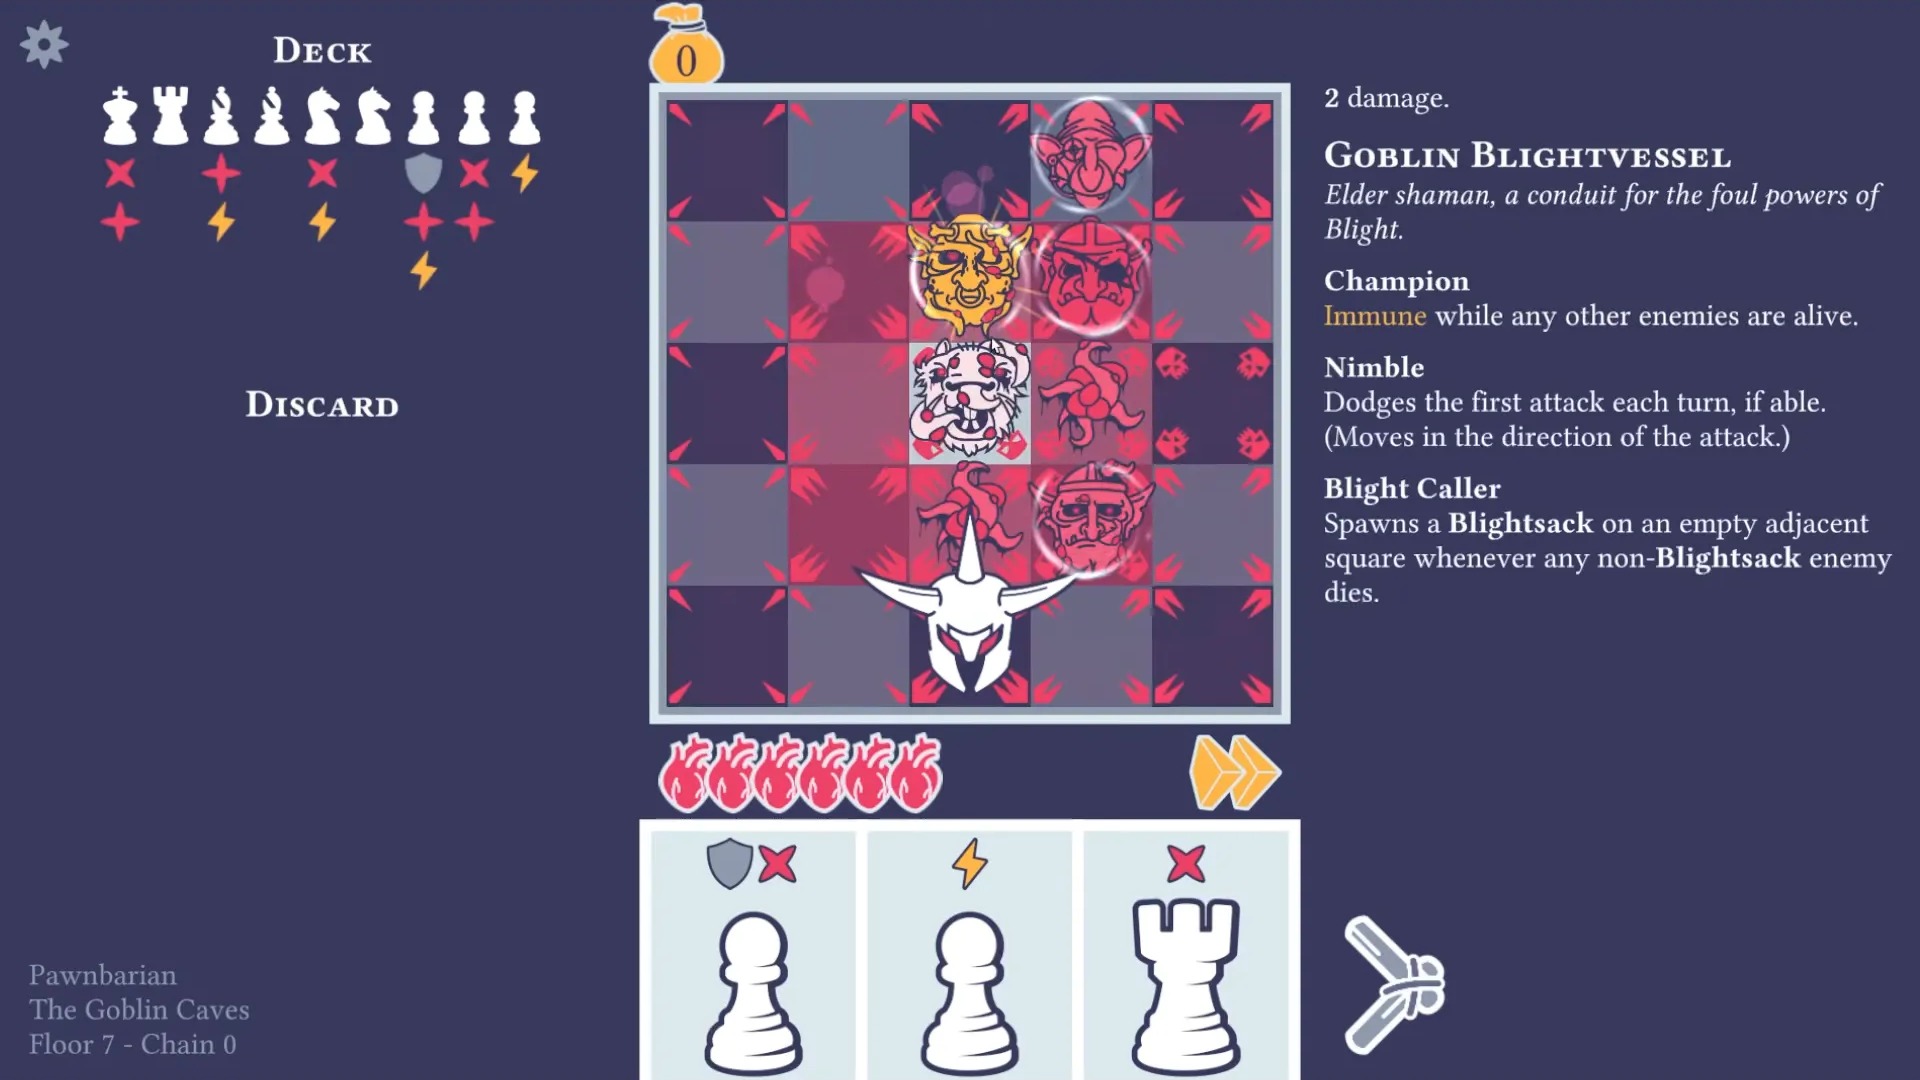 DECK
0
2 damage.
GOBLIN BLIGHTVESSEL
Elder shaman, a conduit for the foul powers of
Blight.
Champion
Immune while any other enemies are alive.
Nimble
Dodges the first attack each turn, if able.
(Moves in the direction of the attack.)
Blight Caller
Spawns a Blightsack on an empty adjacent
square whenever any non-Blightsack enemy
dies.
DISCARD
Pawnbarian
The Goblin Caves
Floor 7 - Chain 0